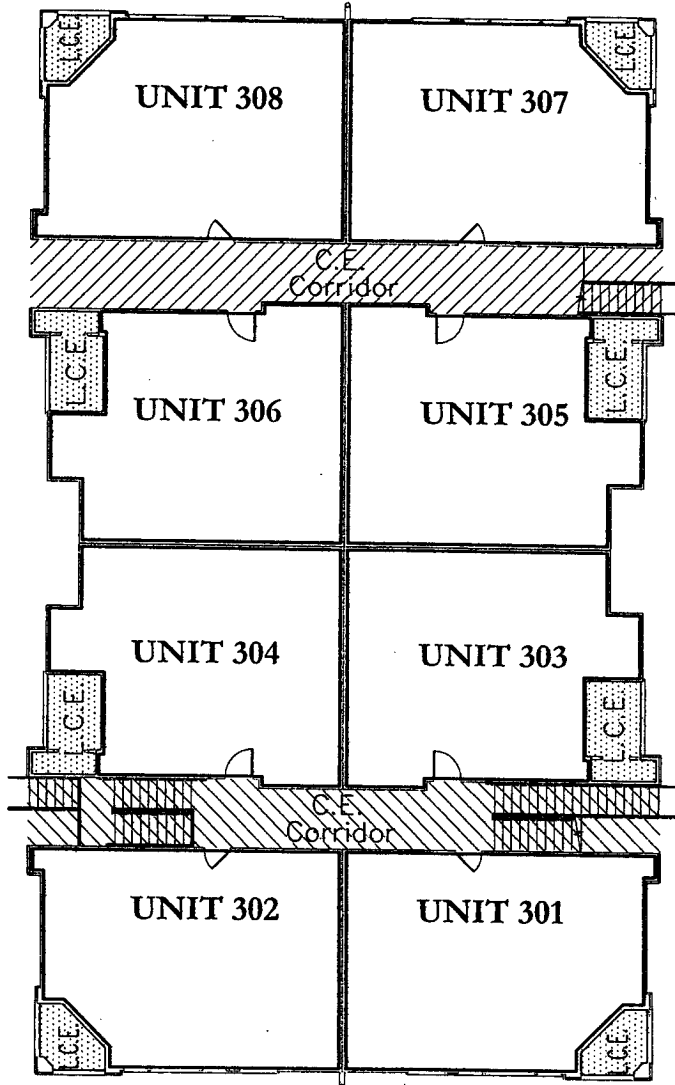 L.C.E.
L.C.E.
UNIT 308
UNIT 307
C.E.
Corridor
L.C.E.
L.C.E.
UNIT 306
UNIT 305
UNIT 304
UNIT 303
L.C.E.
L.C.E.
C.E.
Corridor
UNIT 302
UNIT 301
L.C.E.
L.C.E.